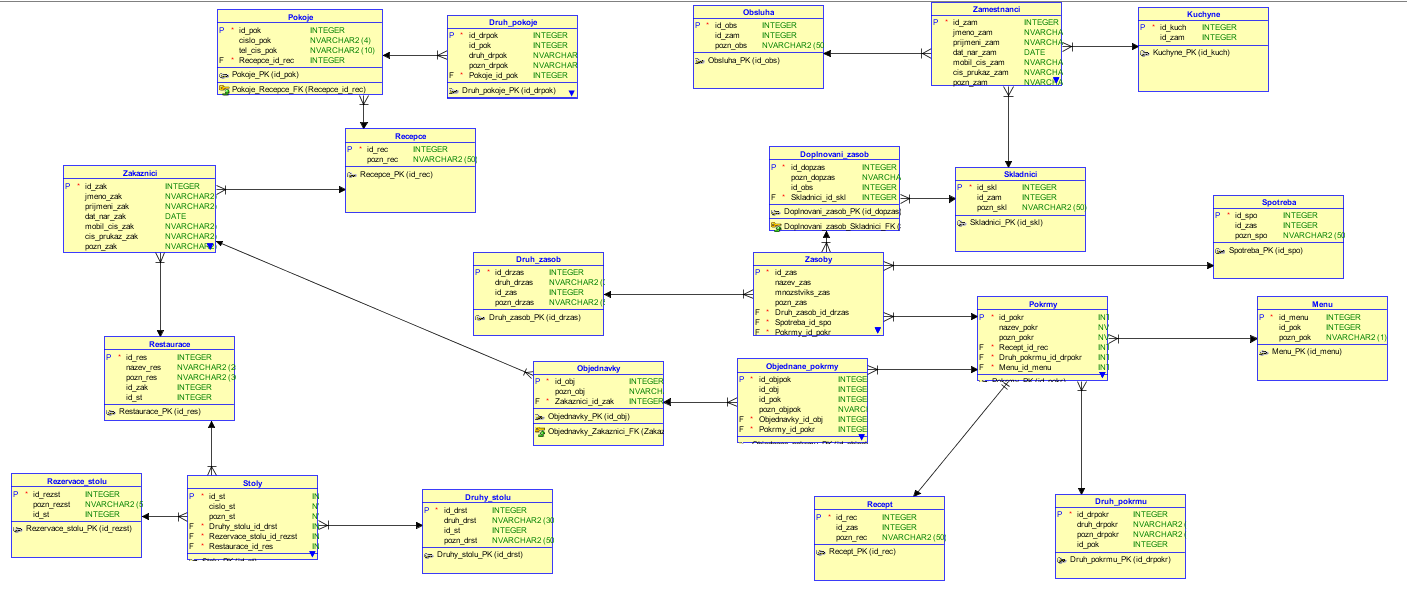 Pokoje
P * id_pok INTEGER
cislo_pok NVARCHAR2 (4)
tel_cis_pok NVARCHAR2 (10)
F * Recepce_id_rec INTEGER
Pokoje_PK (id_pok)
Pokoje_Recepce_FK (Recepce_id_rec)
Druh_pokoje
P * id_drpok INTEGER
id_pok INTEGER
druh_drpok NVARCHAR
pozn_drpok NVARCHAR
F * Pokoje_id_pok INTEGER
Druh_pokoje_PK (id_drpok)
Obsluha
P * id_obs INTEGER
id_zam INTEGER
pozn_obs NVARCHAR2 (50
Obsluha_PK (id_obs)
Zamestnanci
P * id_zam INTEGER
jmeno_zam NVARCHA
prijmeni_zam NVARCHA
dat_nar_zam DATE
mobil_cis_zam NVARCHA
cis_prukaz_zam NVARCHA
pozn_zam NVARCHA
Kuchyne
P * id_kuch INTEGER
id_zam INTEGER
Kuchyne_PK (id_kuch)
Recepce
P * id_rec INTEGER
pozn_rec NVARCHAR2 (50)
Recepce_PK (id_rec)
Zakaznici
P * id_zak INTEGER
jmeno_zak NVARCHAR2
prijmeni_zak NVARCHAR2
dat_nar_zak DATE
mobil_cis_zak NVARCHAR2
cis_prukaz_zak NVARCHAR2
pozn_zak NVARCHAR2
Doplnovani_zasob
P * id_dopzas INTEGER
pozn_dopzas NVARCHA
id_obs INTEGER
F * Skladnici_id_skl INTEGER
Doplnovani_zasob_PK (id_dopzas)
Doplnovani_zasob_Skladnici_FK (
Skladnici
P * id_skl INTEGER
id_zam INTEGER
pozn_skl NVARCHAR2 (50
Skladnici_PK (id_skl)
Spotreba
P * id_spo INTEGER
id_zas INTEGER
pozn_spo NVARCHAR2 (50
Spotreba_PK (id_spo)
Druh_zasob
P * id_drzas INTEGER
druh_drzas NVARCHAR2 (
id_zas INTEGER
pozn_drzas NVARCHAR2 (
Druh_zasob_PK (id_drzas)
Zasoby
P * id_zas
nazev_zas
mnozstviks_zas
pozn_zas
F * Druh_zasob_id_drzas
F * Spotreba_id_spo
F * Pokrmy_id_pokr
Pokrmy
P * id_pokr INT
nazev_pokr NV
pozn_pokr NV
F * Recept_id_rec INT
F * Druh_pokrmu_id_drpokr INT
F * Menu_id_menu INT
Menu
P * id_menu INTEGER
id_pok INTEGER
pozn_pok NVARCHAR2 (1)
Menu_PK (id_menu)
Restaurace
P * id_res INTEGER
nazev_res NVARCHAR2 (2
pozn_res NVARCHAR2 (3
id_zak INTEGER
id_st INTEGER
Restaurace_PK (id_res)
Objednavky
P * id_obj INTEGER
pozn_obj NVARCH
F * Zakaznici_id_zak INTEGER
Objednavky_PK (id_obj)
Objednavky_Zakaznici_FK (Zakaz
Objednane_pokrmy
P * id_objpok INTEGE
id_obj INTEGE
id_pok INTEGE
pozn_objpok NVARC
F * Objednavky_id_obj INTEGE
F * Pokrmy_id_pokr INTEGE
Rezervace_stolu
P * id_rezst INTEGER
pozn_rezst NVARCHAR2 (5
id_st INTEGER
Rezervace_stolu_PK (id_rezst)
Stoly
P * id_st IN
cislo_st N
pozn_st N
F * Druhy_stolu_id_drst IN
F * Rezervace_stolu_id_rezst IN
F * Restaurace_id_res IN
Druhy_stolu
P * id_drst INTEGER
druh_drst NVARCHAR2 (30
id_st INTEGER
pozn_drst NVARCHAR2 (50
Druhy_stolu_PK (id_drst)
Recept
P * id_rec INTEGER
id_zas INTEGER
pozn_rec NVARCHAR2 (50)
Recept_PK (id_rec)
Druh_pokrmu
P * id_drpokr INTEGER
druh_drpokr NVARCHAR2 (
pozn_drpokr NVARCHAR2 (
id_pok INTEGER
Druh_pokrmu_PK (id_drpokr)